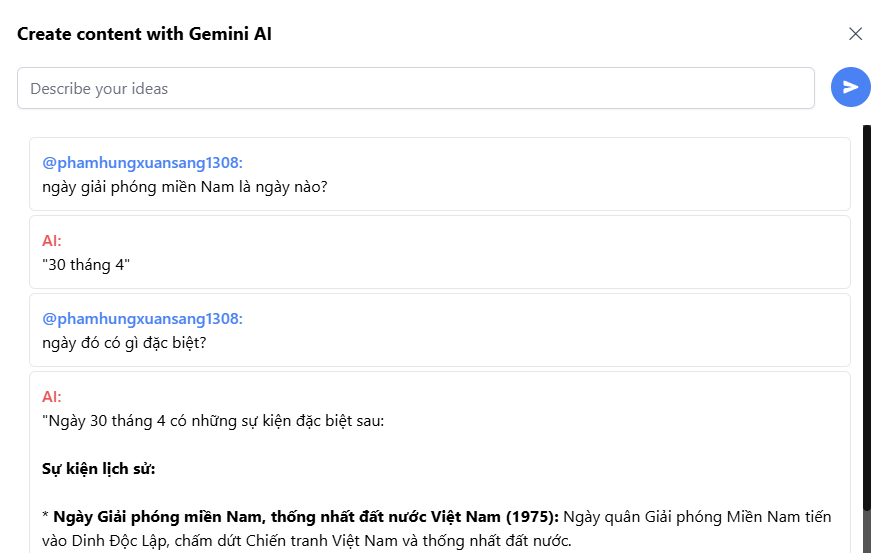 Create content with Gemini AI
Describe your ideas
@phamhungxuansang1308:
ngày giải phóng miền Nam là ngày nào?
AI:
"30 tháng 4"
@phamhungxuansang1308:
ngày đó có gì đặc biệt?
AI:
"Ngày 30 tháng 4 có những sự kiện đặc biệt sau:
Sự kiện lịch sử:
* Ngày Giải phóng miền Nam, thống nhất đất nước Việt Nam (1975): Ngày quân Giải phóng Miền Nam tiến
vào Dinh Độc Lập, chấm dứt Chiến tranh Việt Nam và thống nhất đất nước.